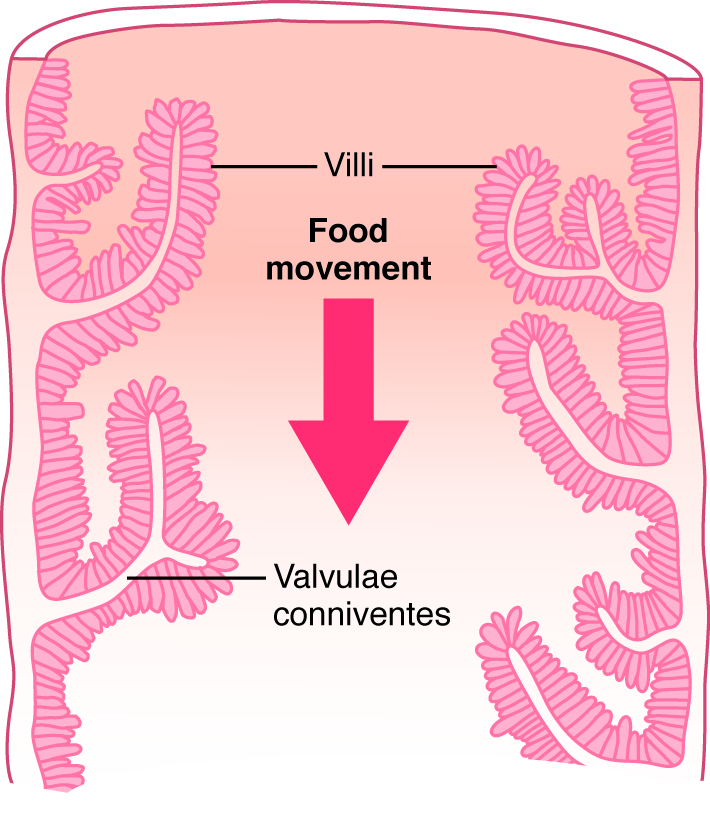 Villi
Food
movement
Valvulae
conniventes